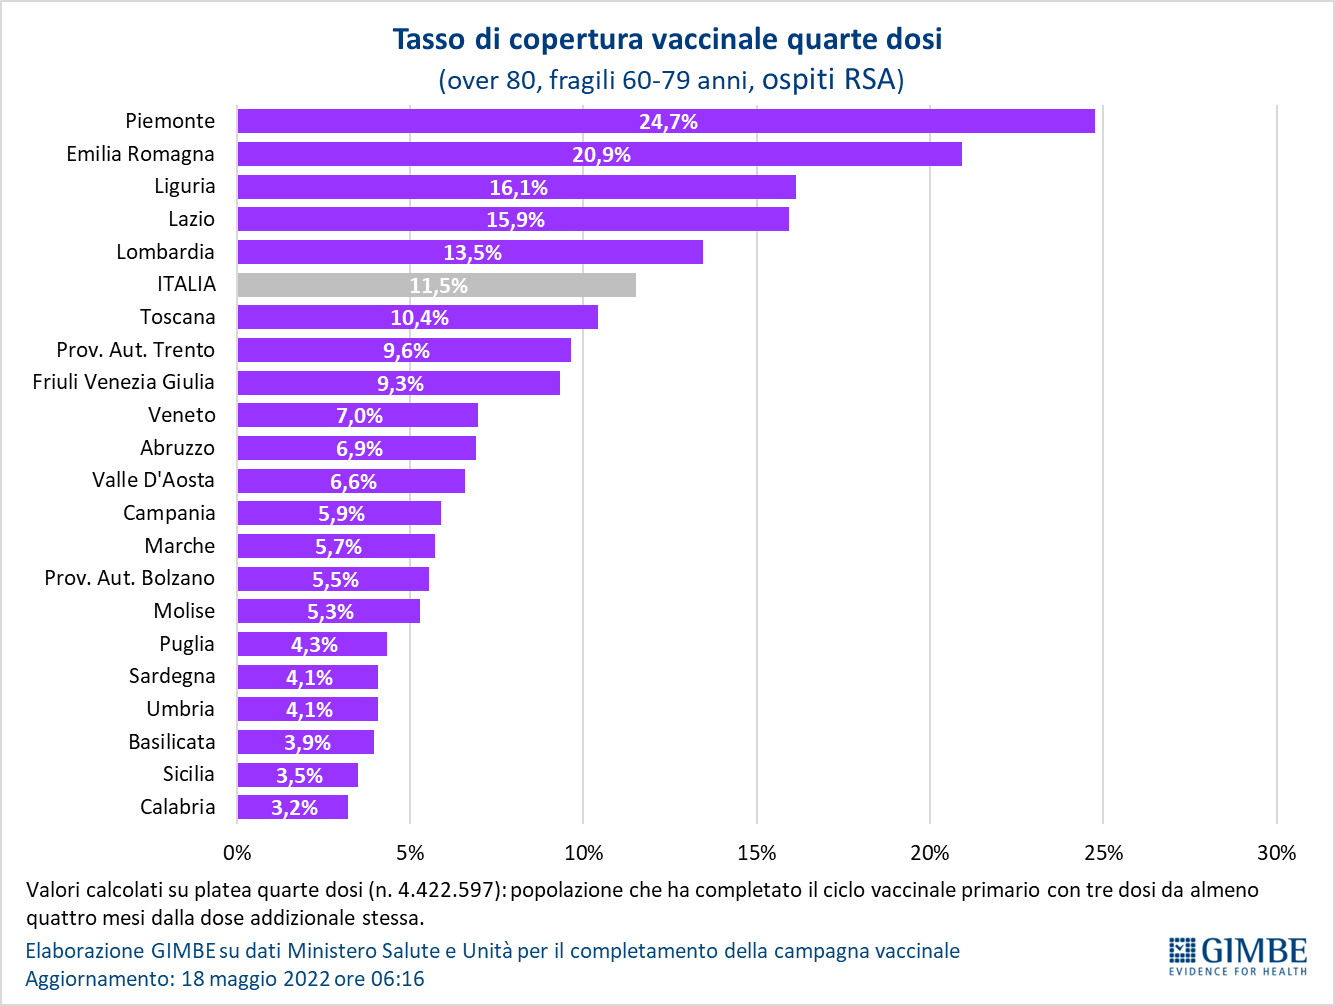 Tasso di copertura vaccinale quarte dosi
(over 80, fragili 60-79 anni, ospiti RSA)
Piemonte 24,7%
Emilia Romagna 20,9%
Liguria 16,1%
Lazio 15,9%
Lombardia 13,5%
ITALIA 11,5%
Toscana 10,4%
Prov. Aut. Trento 9,6%
Friuli Venezia Giulia 9,3%
Veneto 7,0%
Abruzzo 6,9%
Valle D'Aosta 6,6%
Campania 5,9%
Marche 5,7%
Prov. Aut. Bolzano 5,5%
Molise 5,3%
Puglia 4,3%
Sardegna 4,1%
Umbria 4,1%
Basilicata 3,9%
Sicilia 3,5%
Calabria 3,2%
0% 5% 10% 15% 20% 25% 30%
Valori calcolati su platea quarte dosi (n. 4.422.597): popolazione che ha completato il ciclo vaccinale primario con tre dosi da almeno
quattro mesi dalla dose addizionale stessa.
Elaborazione GIMBE su dati Ministero Salute e Unità per il completamento della campagna vaccinale
Aggiornamento: 18 maggio 2022 ore 06:16
GIMBE
EVIDENCE FOR HEALTH